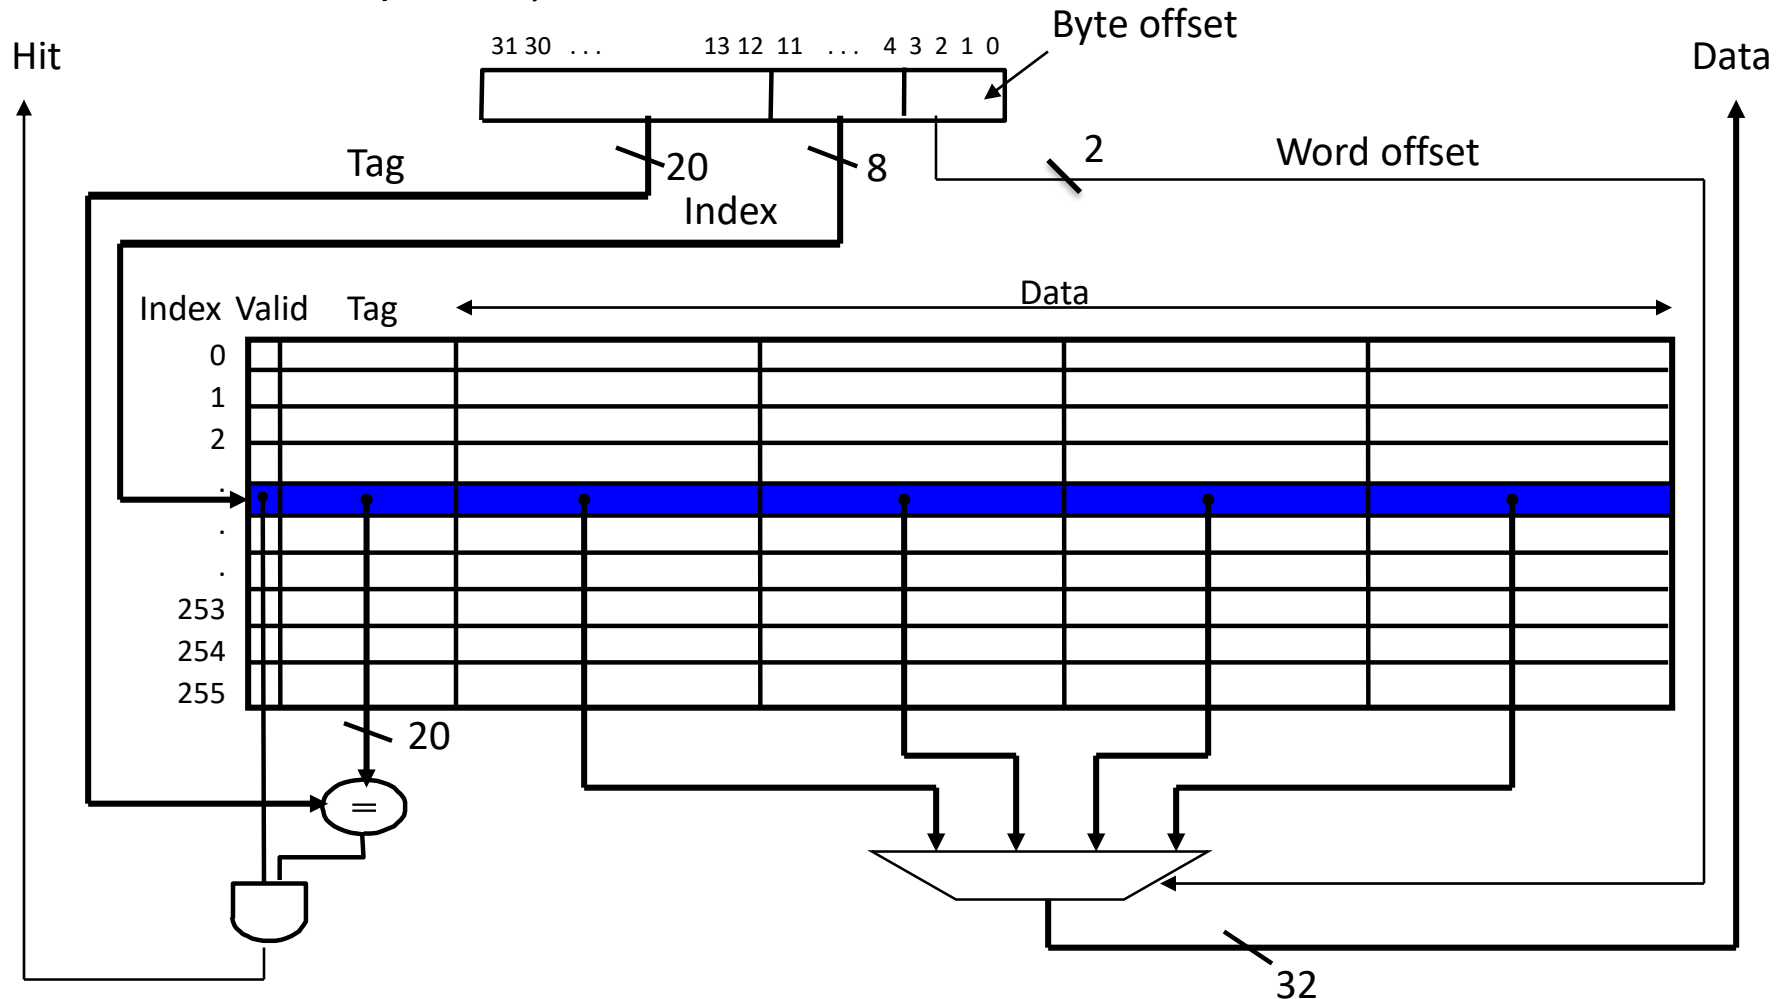 Byte offset
Hit
31 30 ... 13 12 11 ... 4 3 2 1 0
Data
Tag
20
8
2
Word offset
Index
Index Valid Tag
Data
0
1
2
.
.
.
253
254
255
20
=
32